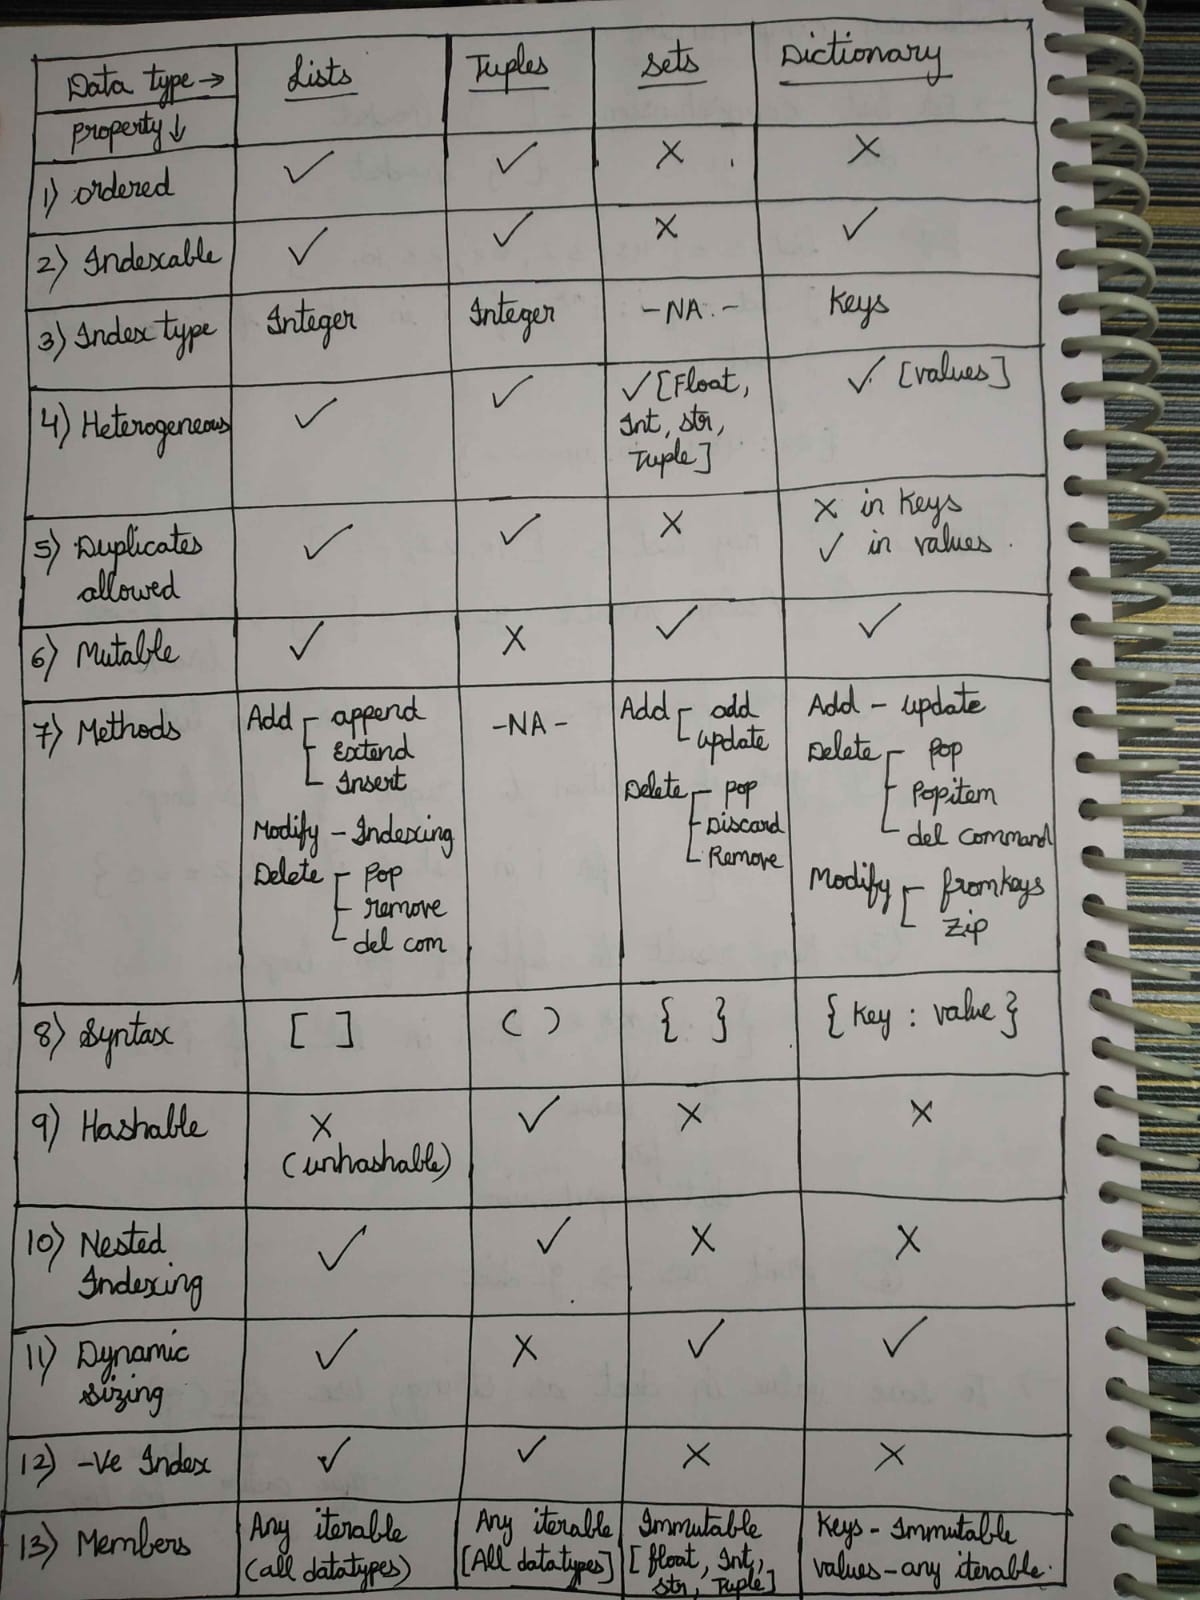 Data type → Lists Tuples Sets Dictionary
Property ↓
1) Ordered ✓ ✓ X X
2) Indexable ✓ ✓ X ✓
3) Index type Integer Integer -NA- Keys
4) Heterogeneous ✓ ✓ ✓ [Float, Int, str, Tuple] ✓ [values]
5) Duplicates allowed ✓ ✓ X X in Keys ✓ in values.
6) Mutable ✓ X ✓ ✓
7) Methods
Add - append
Extend
Insert
Modify - Indexing
Delete - Pop
remove
del com
-NA-
Add - add
update
Delete - pop
Discard
Remove
Add - update
Delete - Pop
Popitem
del command
Modify - fromkeys
Zip
8) Syntax [ ] ( ) { } { Key : value }
9) Hashable X (unhashable) ✓ X X
10) Nested Indexing ✓ ✓ X X
11) Dynamic Sizing ✓ X ✓ ✓
12) -Ve Index ✓ ✓ X X
13) Members
Any iterable
(all datatypes)
Any iterable
[All datatypes]
Immutable
[float, Int,
str, Tuple]
Keys - Immutable
values - any iterable.